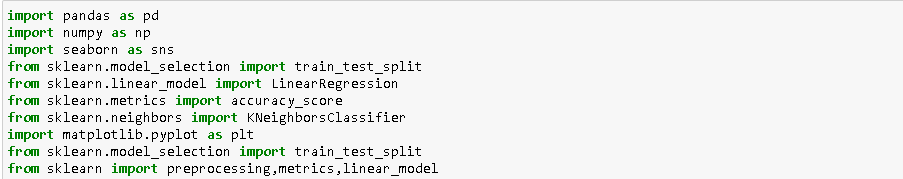 import pandas as pd
import numpy as np
import seaborn as sns
from sklearn.model_selection import train_test_split
from sklearn.linear_model import LinearRegression
from sklearn.metrics import accuracy_score
from sklearn.neighbors import KNeighborsClassifier
import matplotlib.pyplot as plt
from sklearn.model_selection import train_test_split
from sklearn import preprocessing,metrics,linear_model